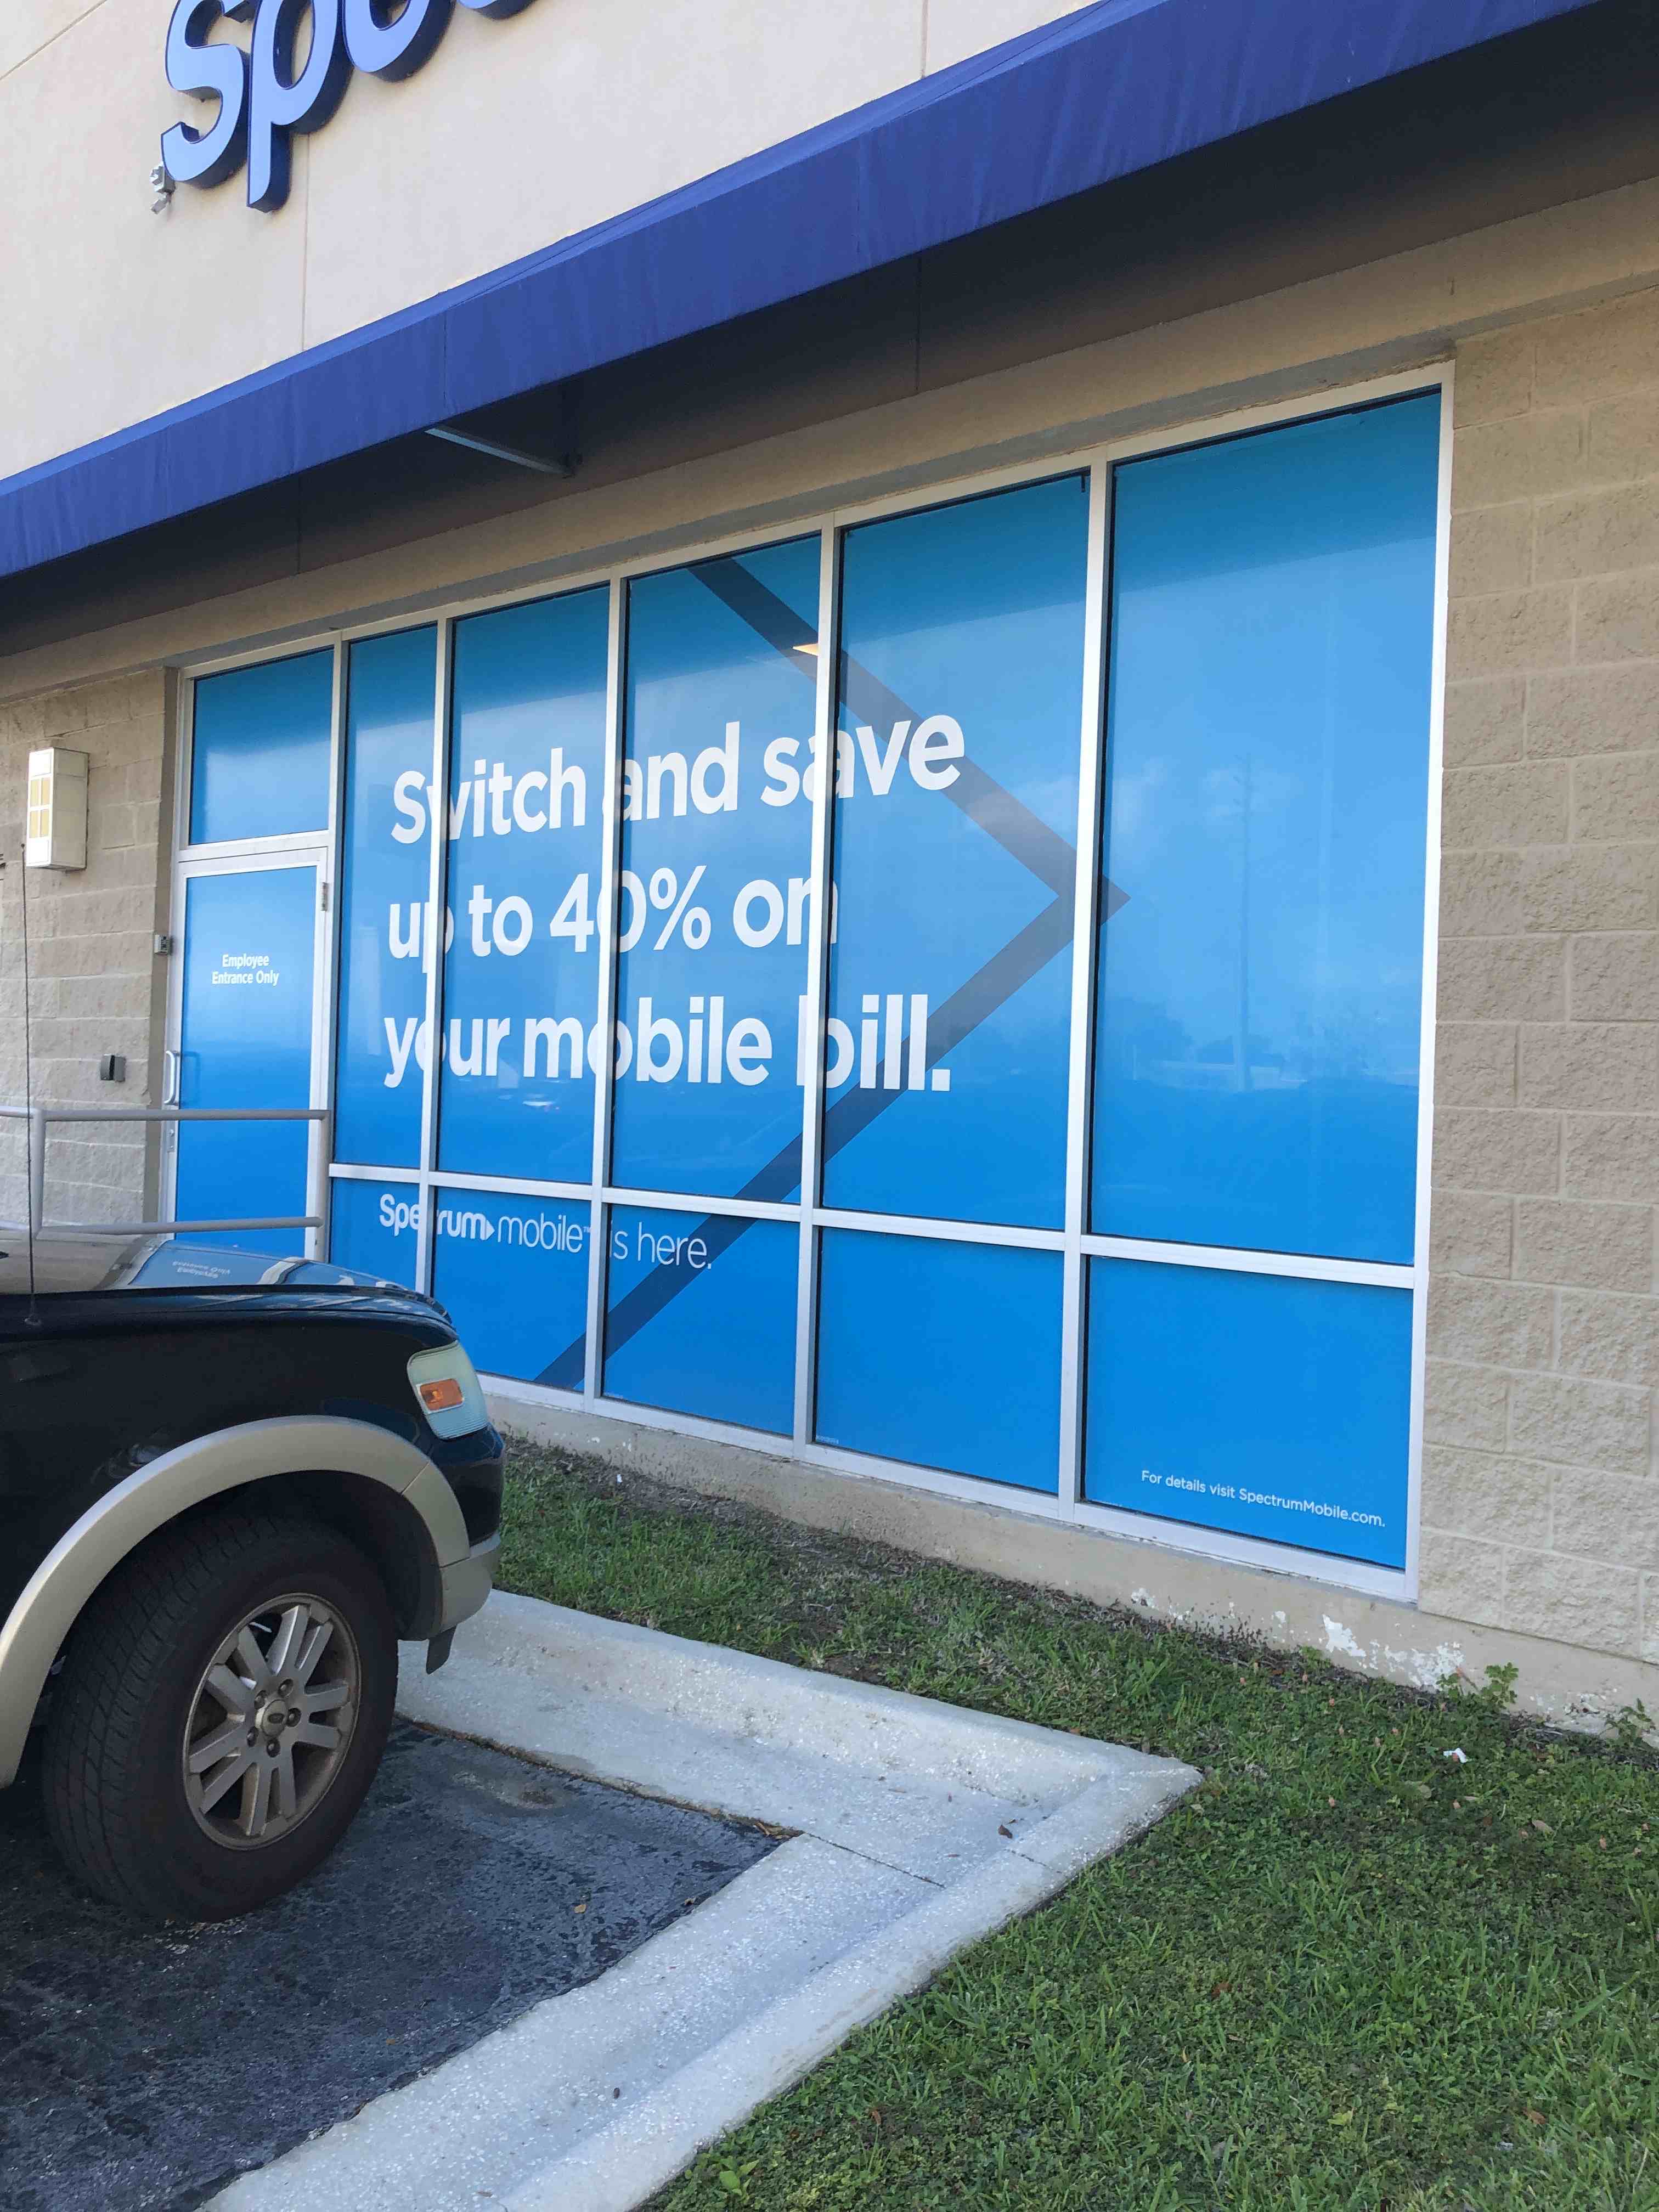 Switch and save
up to 40% on
your mobile bill.
Employee
Entrance Only
Spectrum mobile™ is here.
For details visit SpectrumMobile.com.